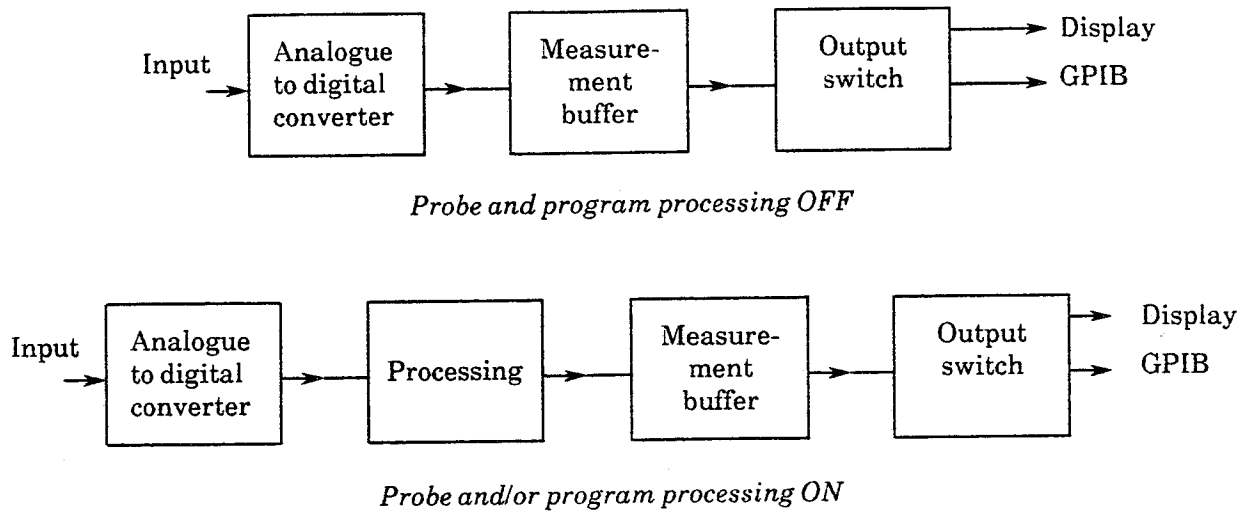 Input
Analogue
to digital
converter
Measure-
ment
buffer
Output
switch
Display
GPIB
Probe and program processing OFF
Input
Analogue
to digital
converter
Processing
Measure-
ment
buffer
Output
switch
Display
GPIB
Probe and/or program processing ON